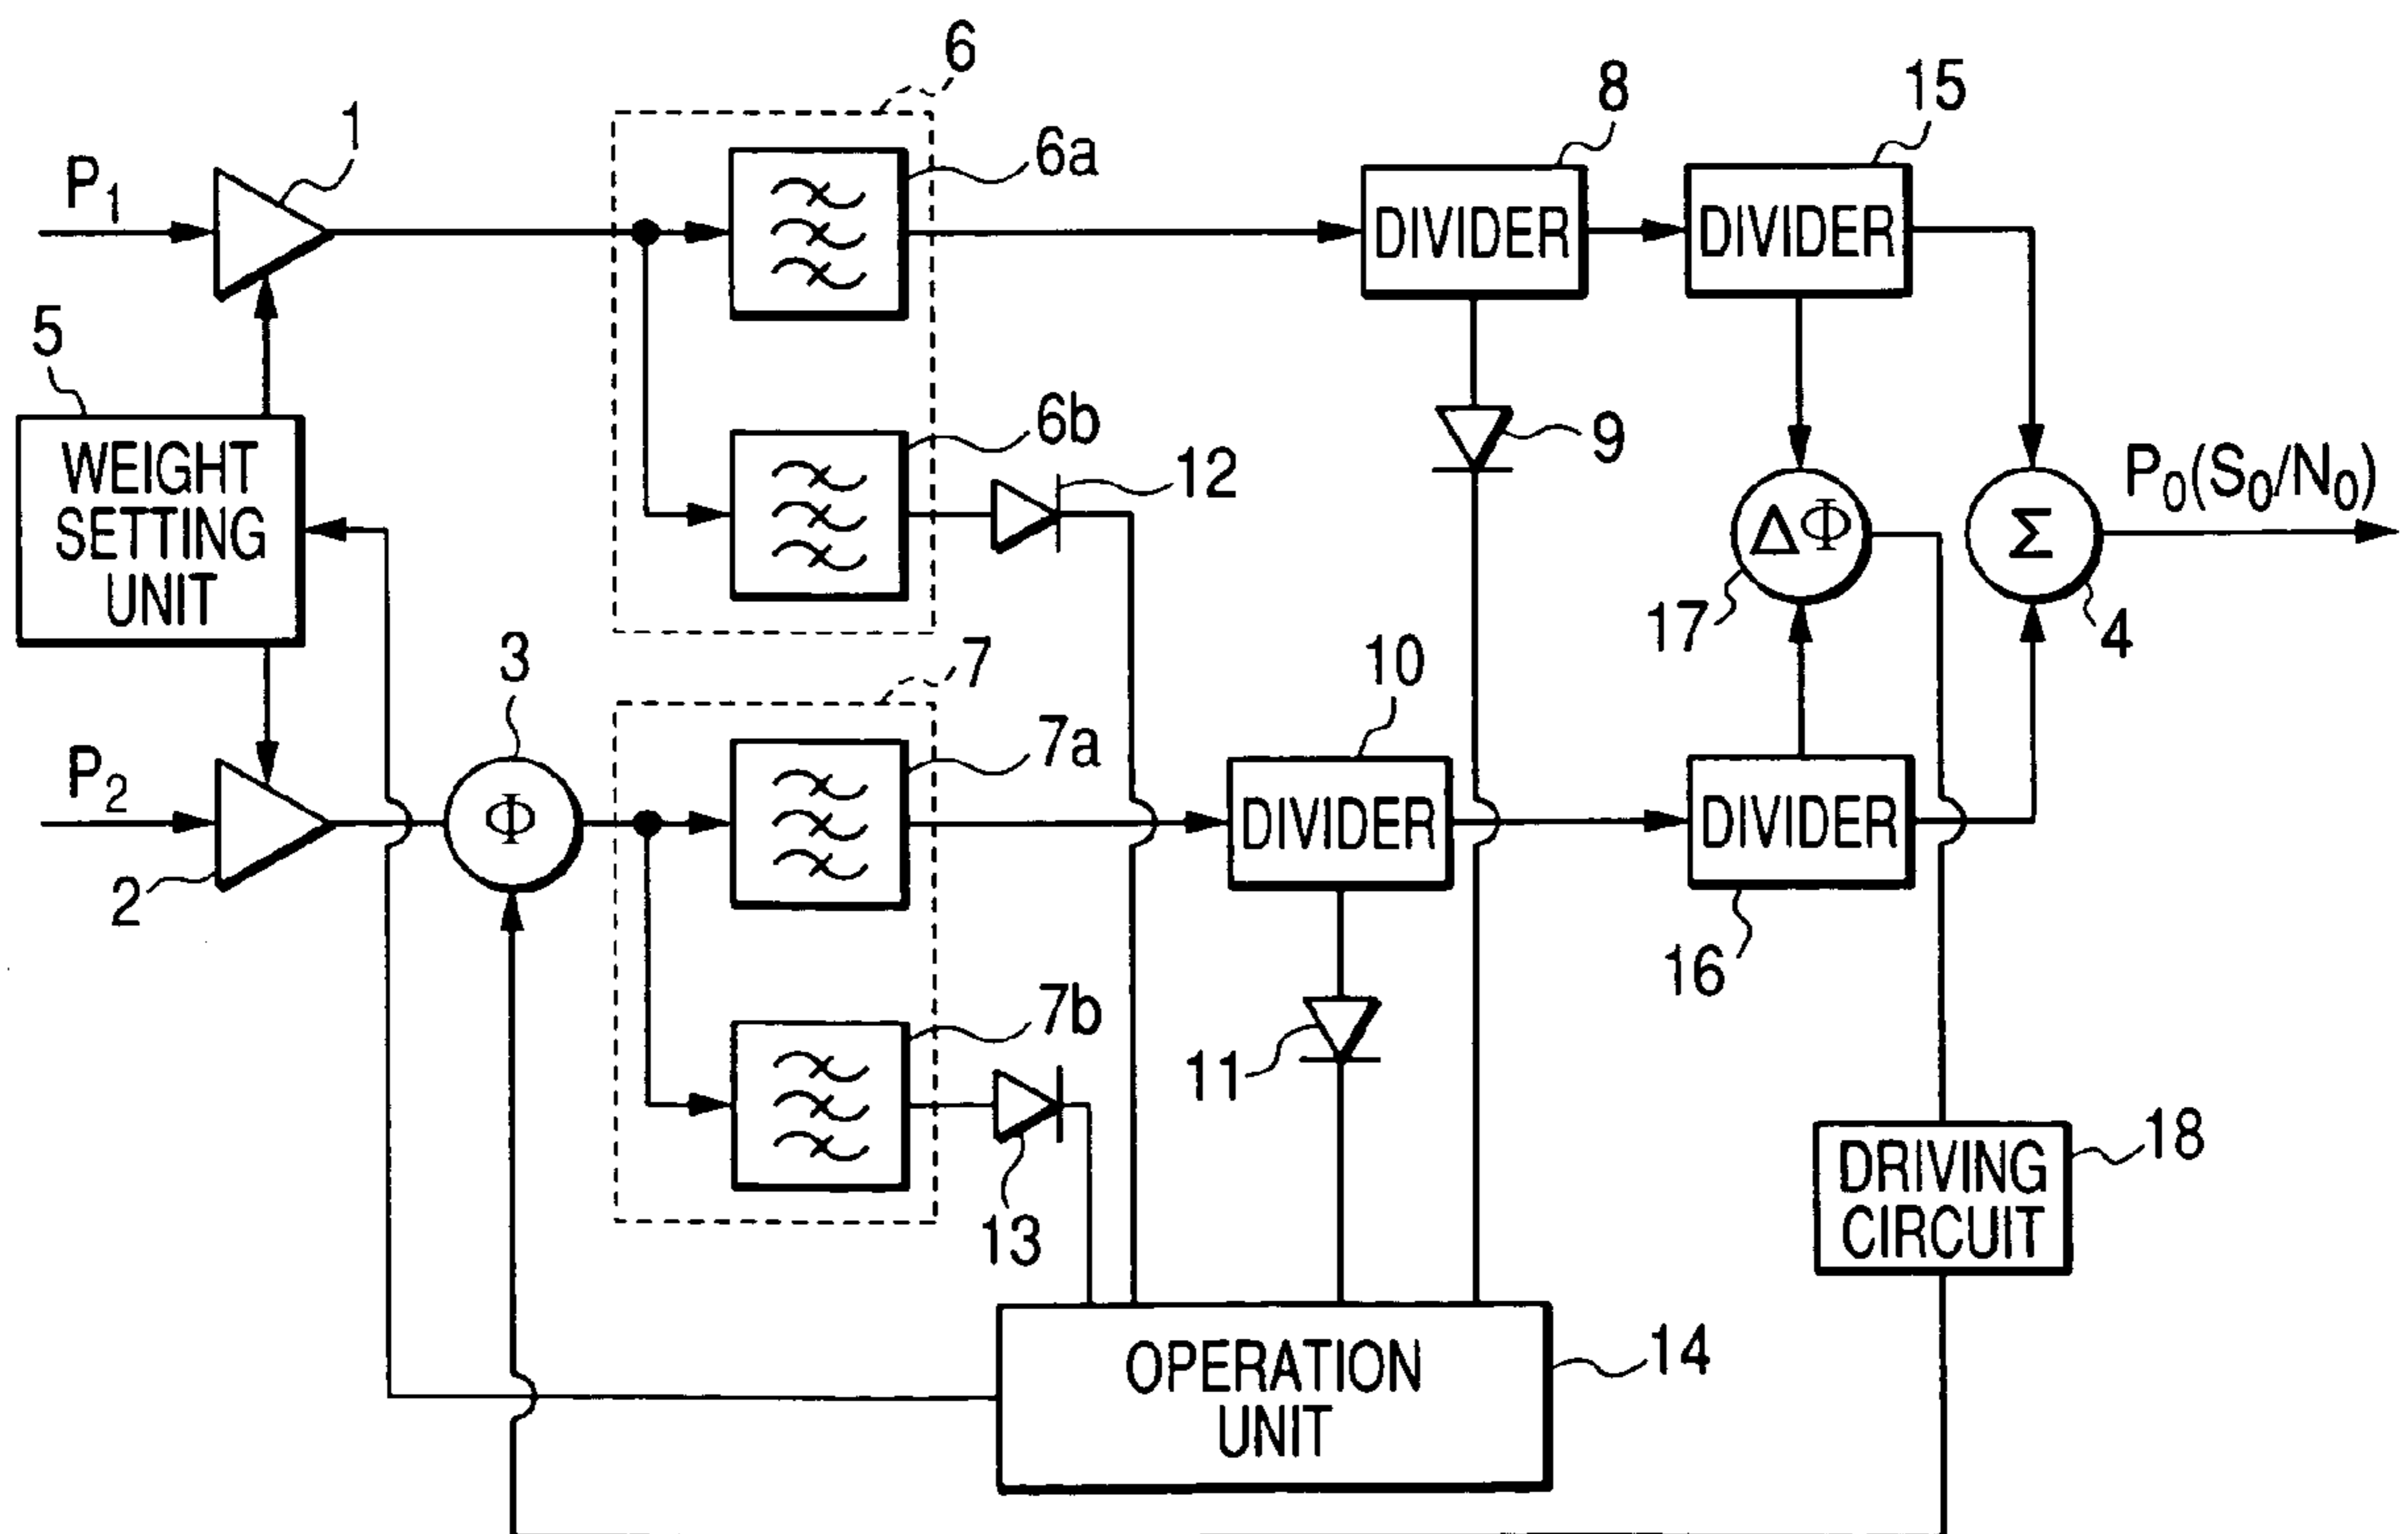 6
8
15
1
6a
P1
DIVIDER
DIVIDER
5
6b
9
12
P0(S0/N0)
WEIGHT
SETTING
UNIT
ΔΦ
Σ
17
4
3
7
10
7a
P2
Φ
DIVIDER
DIVIDER
2
16
7b
11
18
DRIVING
CIRCUIT
13
14
OPERATION
UNIT